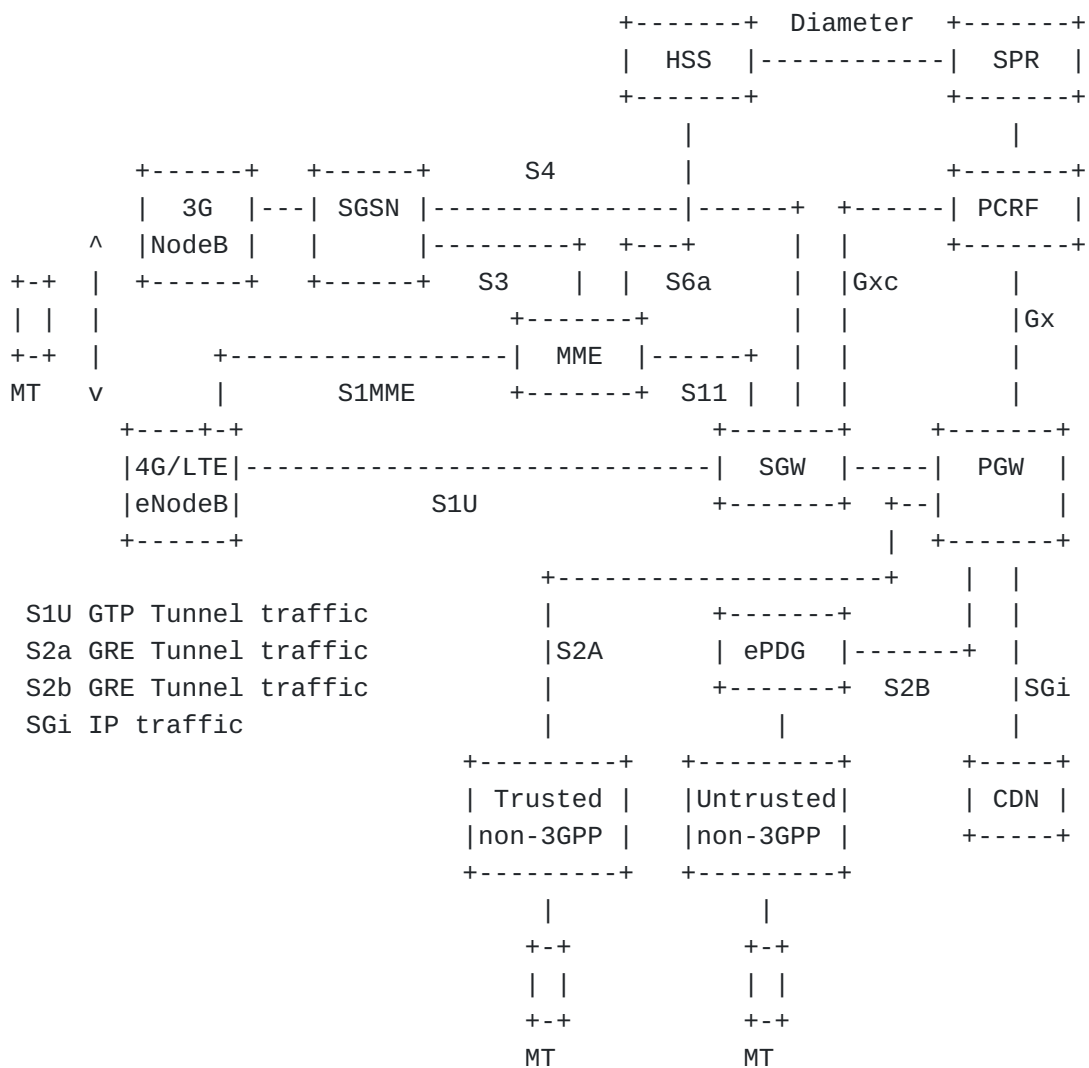 Diameter
HSS SPR
S4
3G SGSN PCRF
NodeB
S3 S6a Gxc
Gx
MME
MT S1MME S11
4G/LTE SGW PGW
eNodeB S1U
S1U GTP Tunnel traffic
S2a GRE Tunnel traffic S2A ePDG
S2b GRE Tunnel traffic S2B SGi
SGi IP traffic
Trusted Untrusted CDN
non-3GPP non-3GPP
MT MT